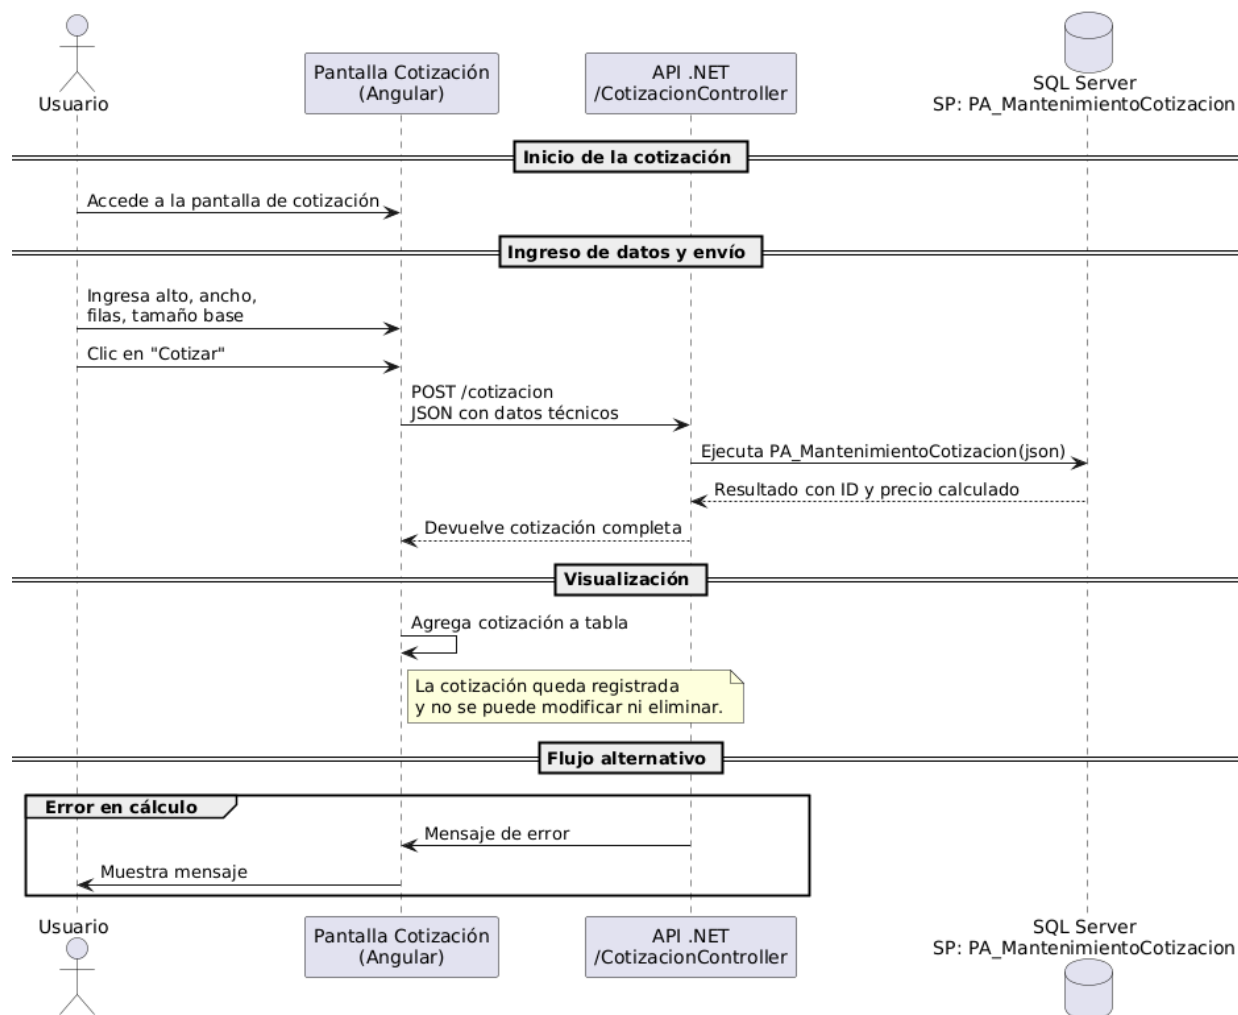 Usuario
Pantalla Cotización
(Angular)
API .NET
/CotizacionController
SQL Server
SP: PA_MantenimientoCotizacion
Inicio de la cotización
Accede a la pantalla de cotización
Ingreso de datos y envío
Ingresa alto, ancho,
filas, tamaño base
Clic en "Cotizar"
POST /cotizacion
JSON con datos técnicos
Ejecuta PA_MantenimientoCotizacion(json)
Resultado con ID y precio calculado
Devuelve cotización completa
Visualización
Agrega cotización a tabla
La cotización queda registrada
y no se puede modificar ni eliminar.
Flujo alternativo
Error en cálculo
Mensaje de error
Muestra mensaje
Usuario
Pantalla Cotización
(Angular)
API .NET
/CotizacionController
SQL Server
SP: PA_MantenimientoCotizacion